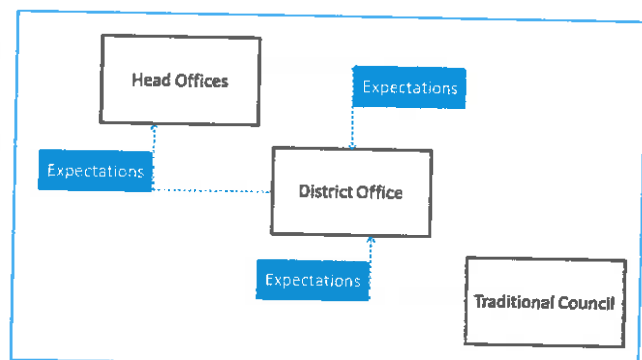 Head Offices
Expectations
Expectations
District Office
Expectations
Traditional Council